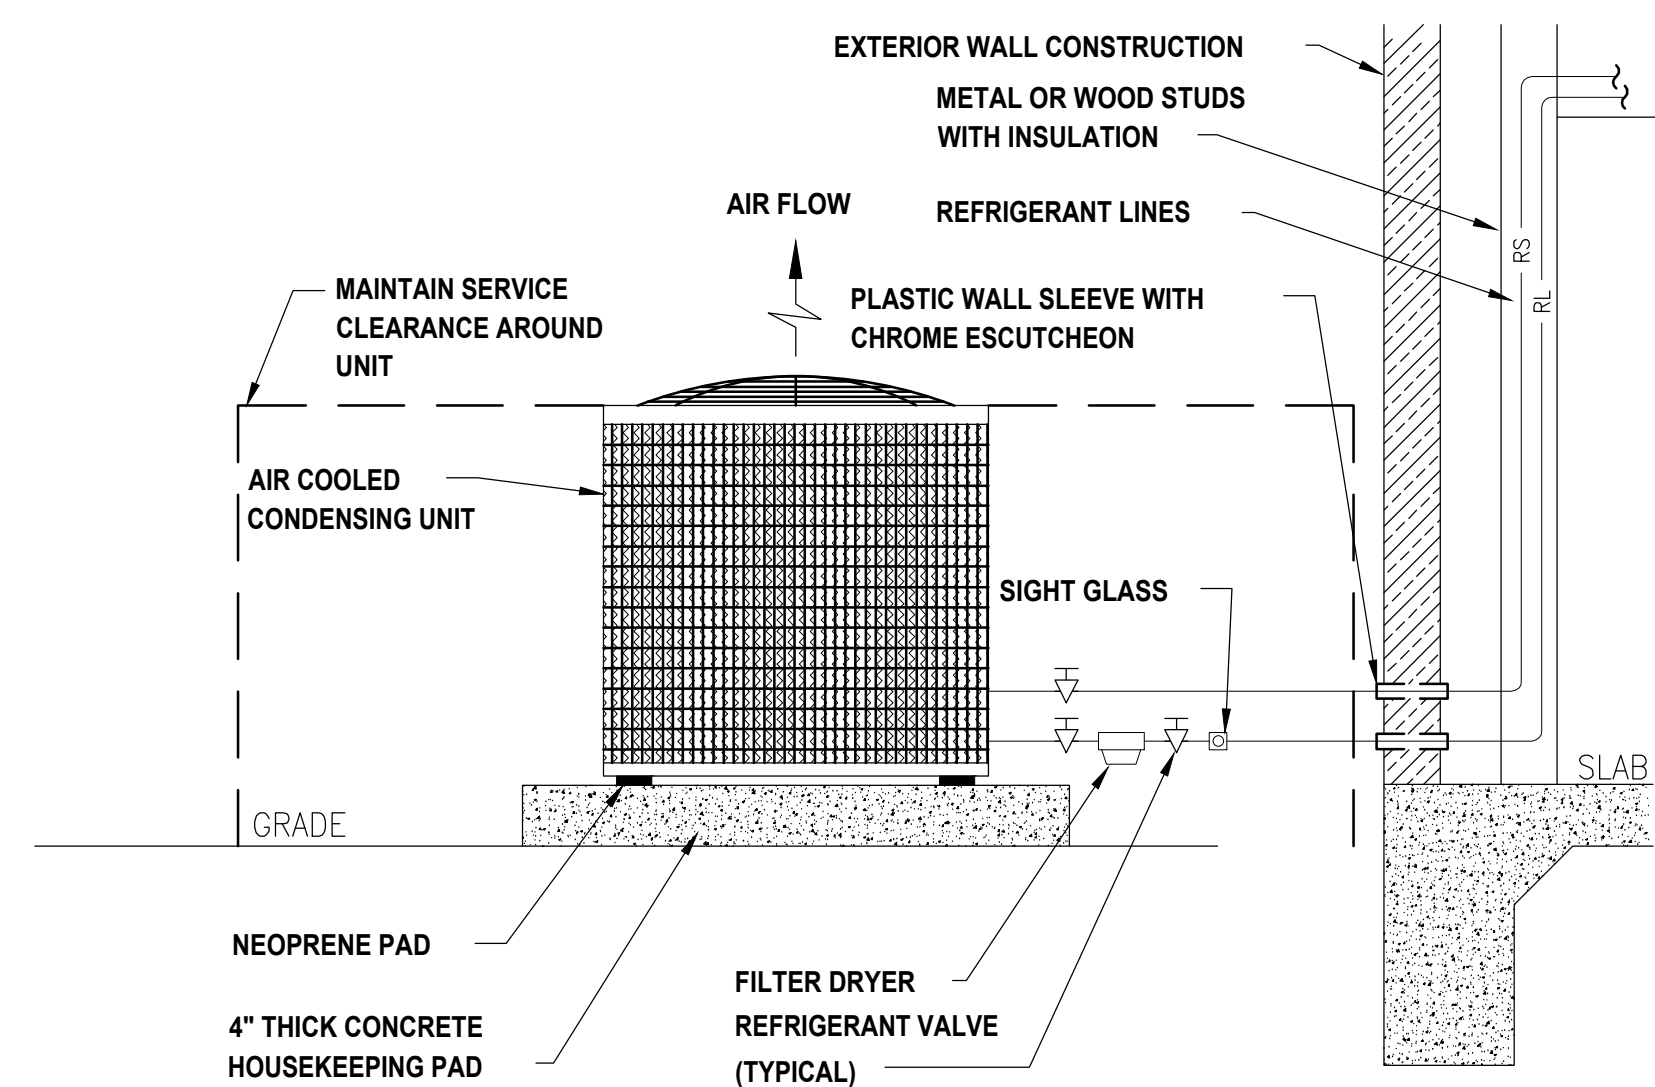 EXTERIOR WALL CONSTRUCTION
METAL OR WOOD STUDS
WITH INSULATION
AIR FLOW
REFRIGERANT LINES
RS
RL
MAINTAIN SERVICE
CLEARANCE AROUND
UNIT
PLASTIC WALL SLEEVE WITH
CHROME ESCUTCHEON
AIR COOLED
CONDENSING UNIT
SIGHT GLASS
SLAB
GRADE
NEOPRENE PAD
4" THICK CONCRETE
HOUSEKEEPING PAD
FILTER DRYER
REFRIGERANT VALVE
(TYPICAL)